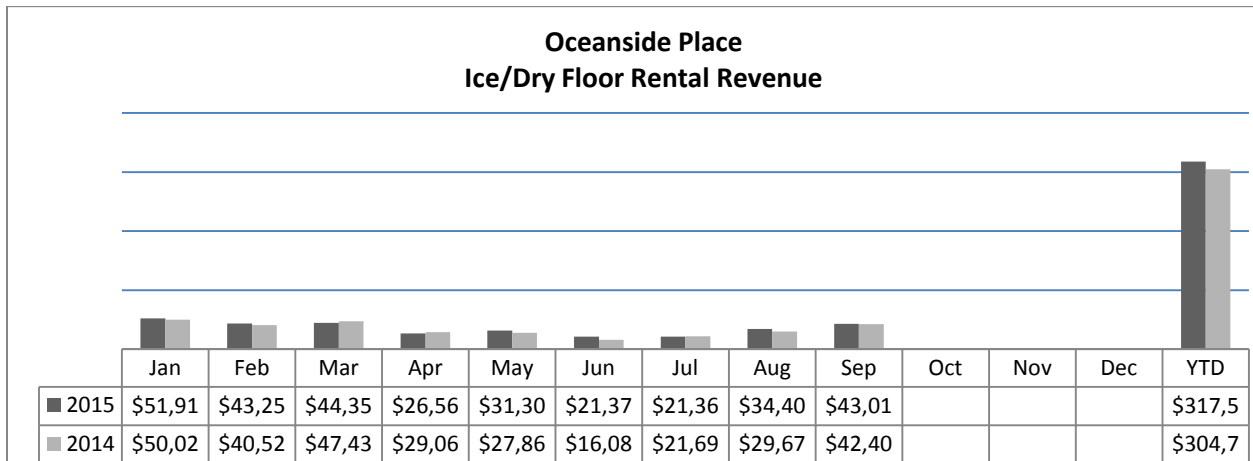 Oceanside Place
Ice/Dry Floor Rental Revenue
Jan Feb Mar Apr May Jun Jul Aug Sep Oct Nov Dec YTD
2015 $51,91 $43,25 $44,35 $26,56 $31,30 $21,37 $21,36 $34,40 $43,01 $317,5
2014 $50,02 $40,52 $47,43 $29,06 $27,86 $16,08 $21,69 $29,67 $42,40 $304,7